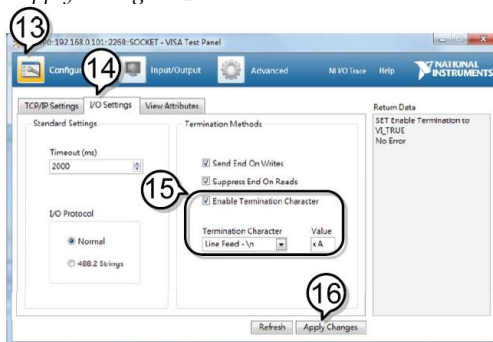 13
0::192.168.0.101::2268::SOCKET - VISA Test Panel
14
Input/Output
Advanced
NI I/O Trace
Help
NATIONAL
INSTRUMENTS
TCP/IP Settings
I/O Settings
View Attributes
Return Data
Standard Settings
Termination Methods
SET Enable Termination to
VI_TRUE
No Error
Timeout (ms)
2000
Send End On Writes
Suppress End On Reads
15
Enable Termination Character
I/O Protocol
Termination Character
Value
Normal
Line Feed - \n
xA
488.2 Strings
16
Refresh
Apply Changes